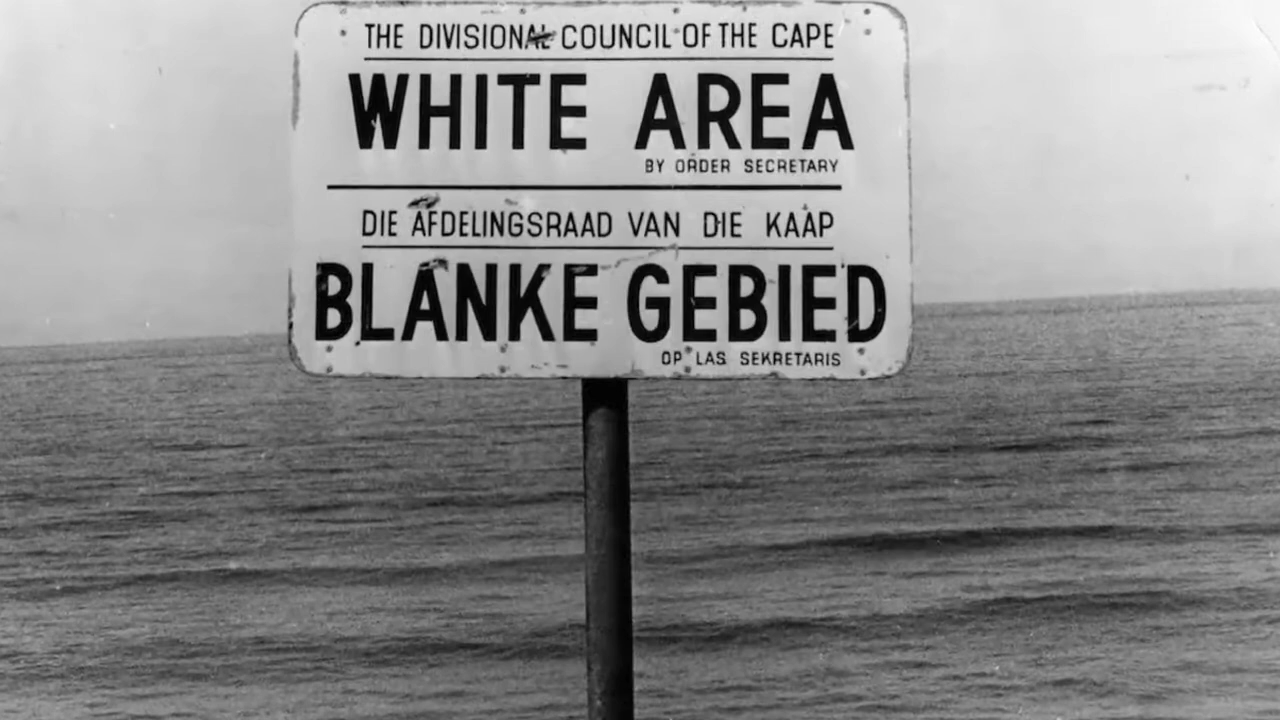 THE DIVISIONAL COUNCIL OF THE CAPE
WHITE AREA
BY ORDER SECRETARY
DIE AFDELINGSRAAD VAN DIE KAAP
BLANKE GEBIED
OP LAS SEKRETARIS